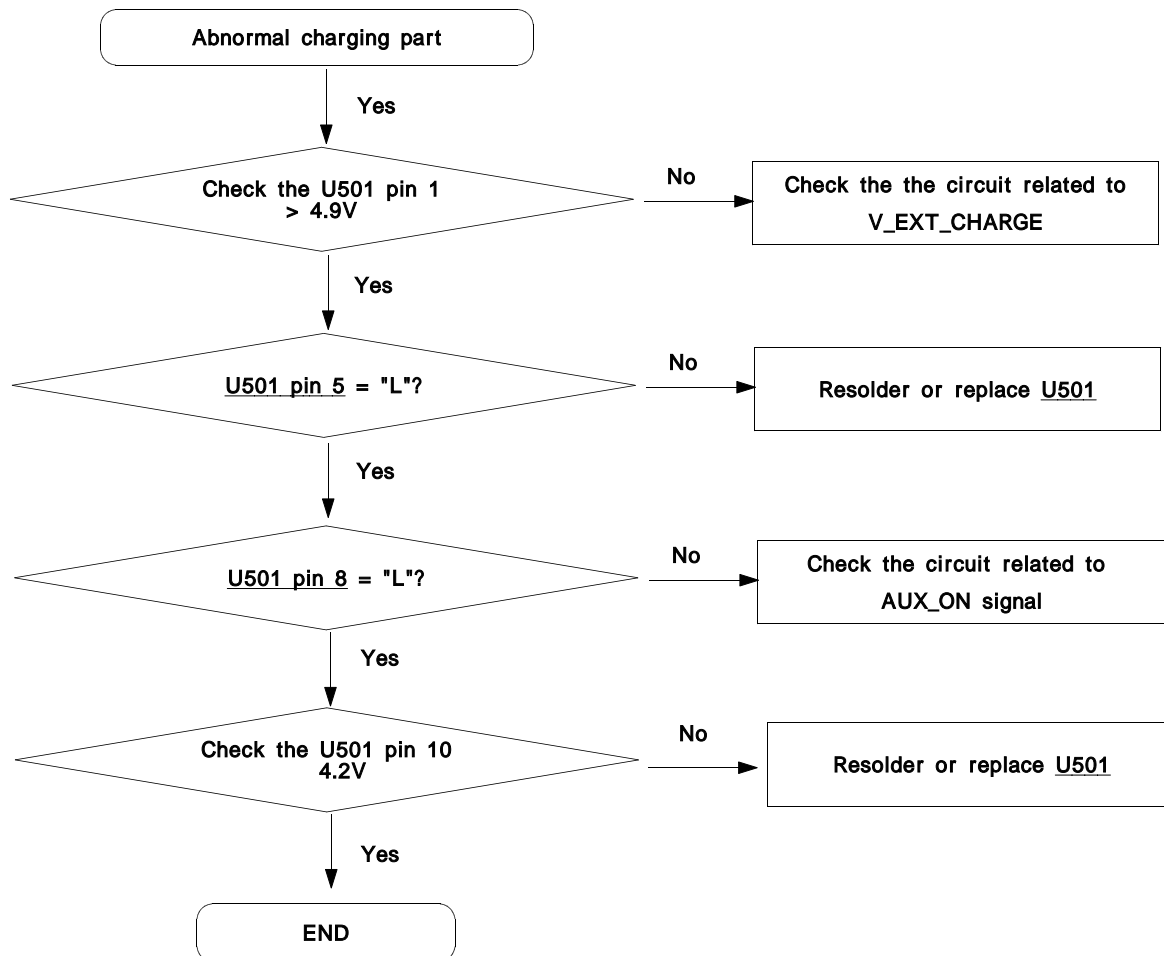 Abnormal charging part
Yes
Check the U501 pin 1
> 4.9V
No
Check the the circuit related to
V_EXT_CHARGE
Yes
U501 pin 5 = "L"?
No
Resolder or replace U501
Yes
U501 pin 8 = "L"?
No
Check the circuit related to
AUX_ON signal
Yes
Check the U501 pin 10
4.2V
No
Resolder or replace U501
Yes
END